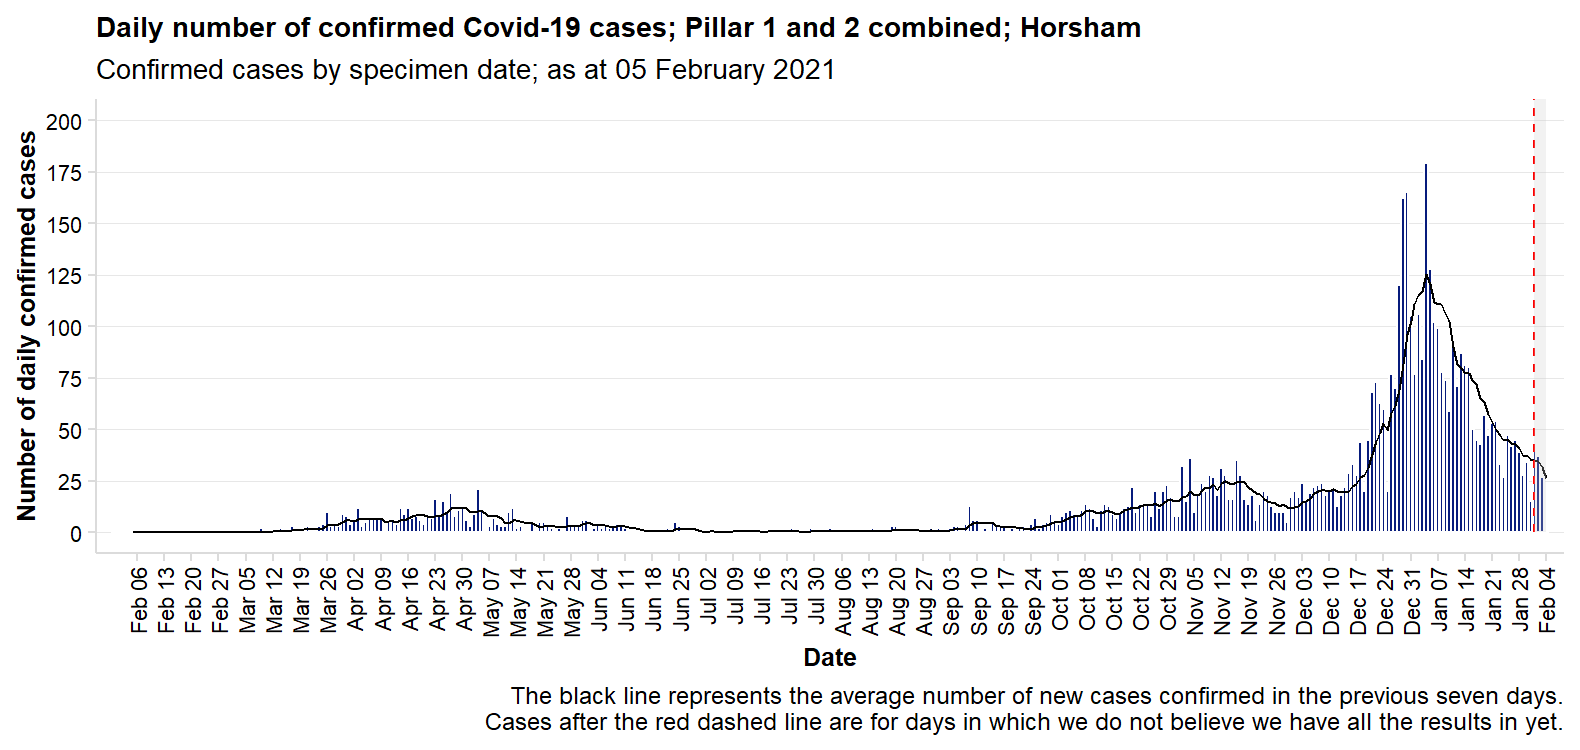 Daily number of confirmed Covid-19 cases; Pillar 1 and 2 combined; Horsham
Confirmed cases by specimen date; as at 05 February 2021
Number of daily confirmed cases
200
175
150
125
100
75
50
25
0
Feb 06
Feb 13
Feb 20
Feb 27
Mar 05
Mar 12
Mar 19
Mar 26
Apr 02
Apr 09
Apr 16
Apr 23
Apr 30
May 07
May 14
May 21
May 28
Jun 04
Jun 11
Jun 18
Jun 25
Jul 02
Jul 09
Jul 16
Jul 23
Jul 30
Aug 06
Aug 13
Aug 20
Aug 27
Sep 03
Sep 10
Sep 17
Sep 24
Oct 01
Oct 08
Oct 15
Oct 22
Oct 29
Nov 05
Nov 12
Nov 19
Nov 26
Dec 03
Dec 10
Dec 17
Dec 24
Dec 31
Jan 07
Jan 14
Jan 21
Jan 28
Feb 04
Date
The black line represents the average number of new cases confirmed in the previous seven days.
Cases after the red dashed line are for days in which we do not believe we have all the results in yet.